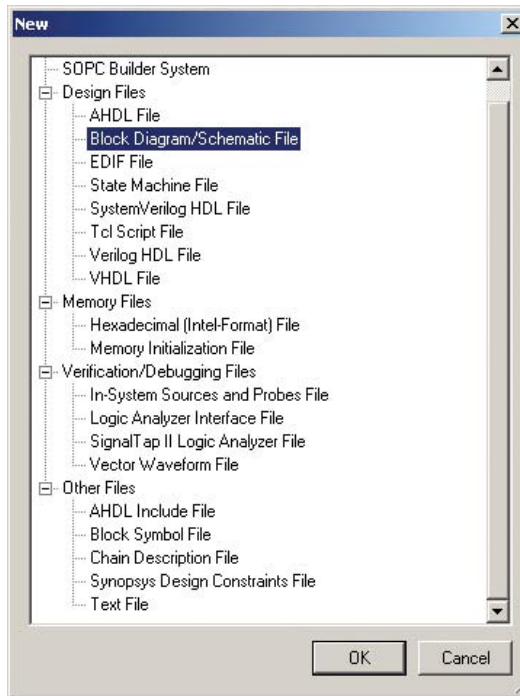 New
SOPC Builder System
Design Files
AHDL File
Block Diagram/Schematic File
EDIF File
State Machine File
SystemVerilog HDL File
Tcl Script File
Verilog HDL File
VHDL File
Memory Files
Hexadecimal (Intel-Format) File
Memory Initialization File
Verification/Debugging Files
In-System Sources and Probes File
Logic Analyzer Interface File
SignalTap II Logic Analyzer File
Vector Waveform File
Other Files
AHDL Include File
Block Symbol File
Chain Description File
Synopsys Design Constraints File
Text File
OK
Cancel